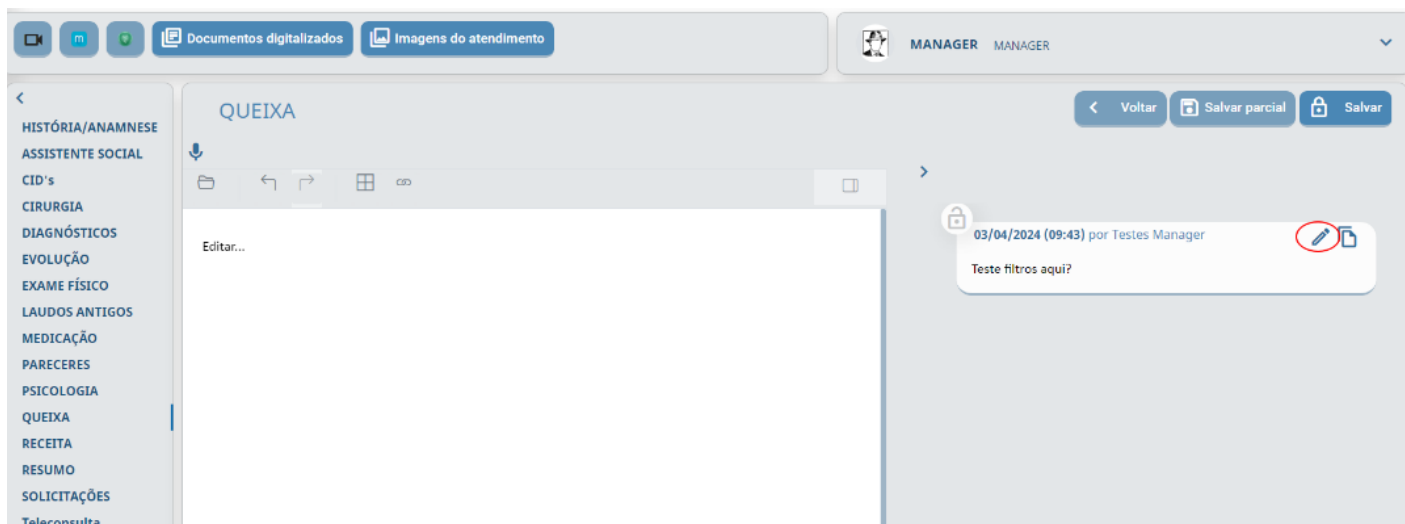 Documentos digitalizados
Imagens do atendimento
MANAGER MANAGER
HISTÓRIA/ANAMNESE
ASSISTENTE SOCIAL
CID's
CIRURGIA
DIAGNÓSTICOS
EVOLUÇÃO
EXAME FÍSICO
LAUDOS ANTIGOS
MEDICAÇÃO
PARECERES
PSICOLOGIA
QUEIXA
RECEITA
RESUMO
SOLICITAÇÕES
Teleconsulta
QUEIXA
Voltar
Salvar parcial
Salvar
Editar...
03/04/2024 (09:43) por Testes Manager
Teste filtros aqui?